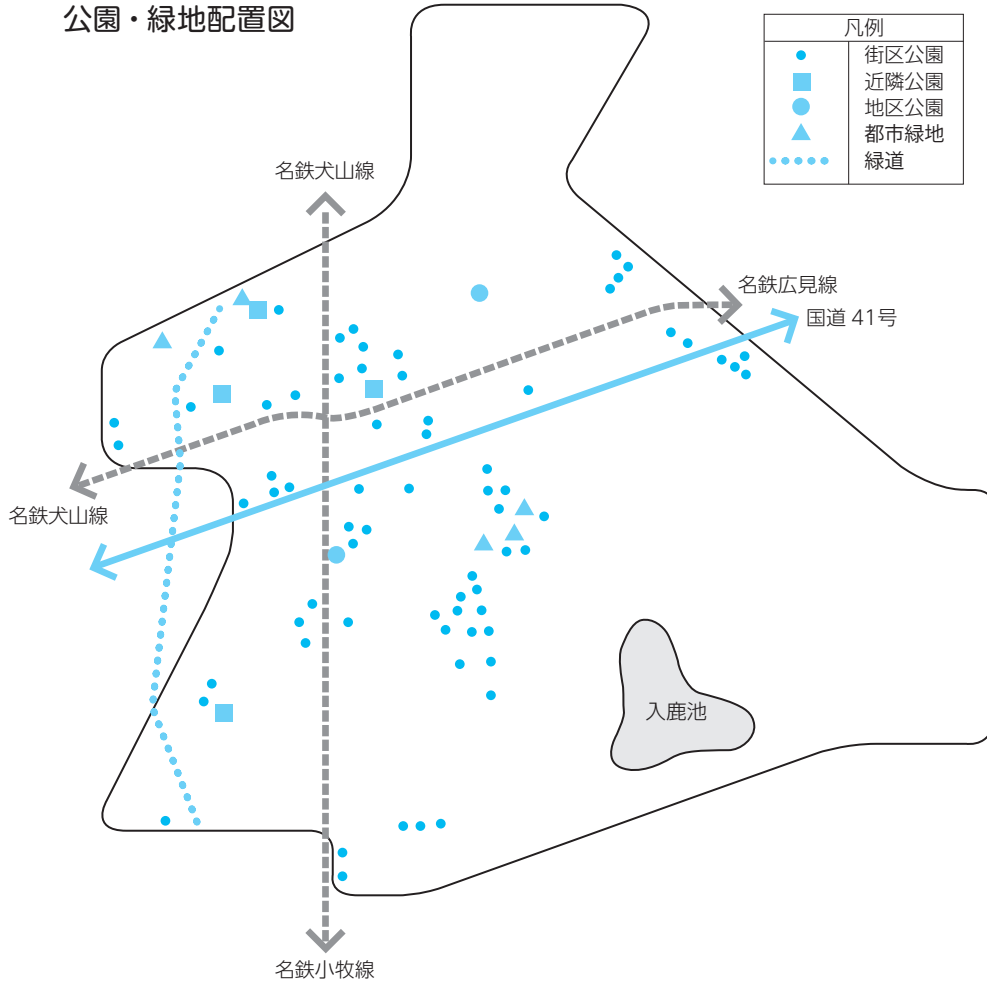 公園・緑地配置図
凡例
街区公園
近隣公園
地区公園
都市緑地
緑道
名鉄犬山線
名鉄広見線
国道 41号
名鉄犬山線
入鹿池
名鉄小牧線